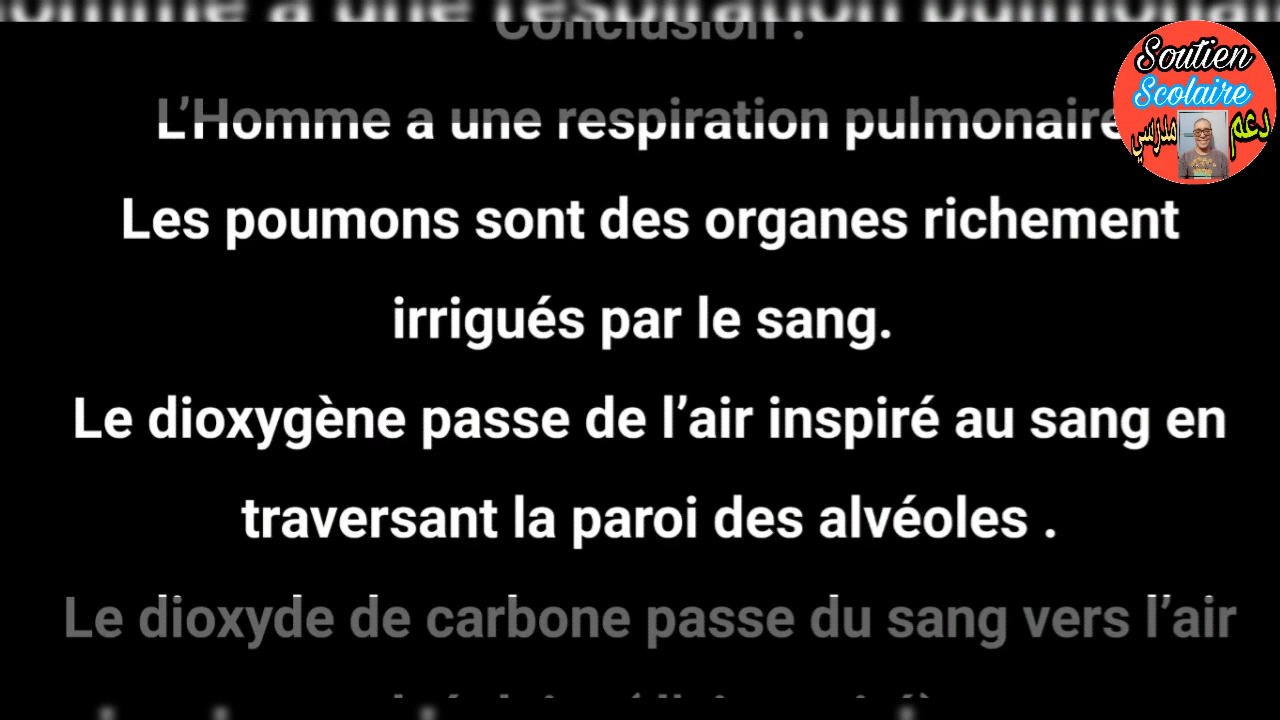 Conclusion :
L’Homme a une respiration pulmonaire
Les poumons sont des organes richement
irrigués par le sang.
Le dioxygène passe de l’air inspiré au sang en
traversant la paroi des alvéoles .
Le dioxyde de carbone passe du sang vers l’air
Soutien
Scolaire
دعم مدرسي